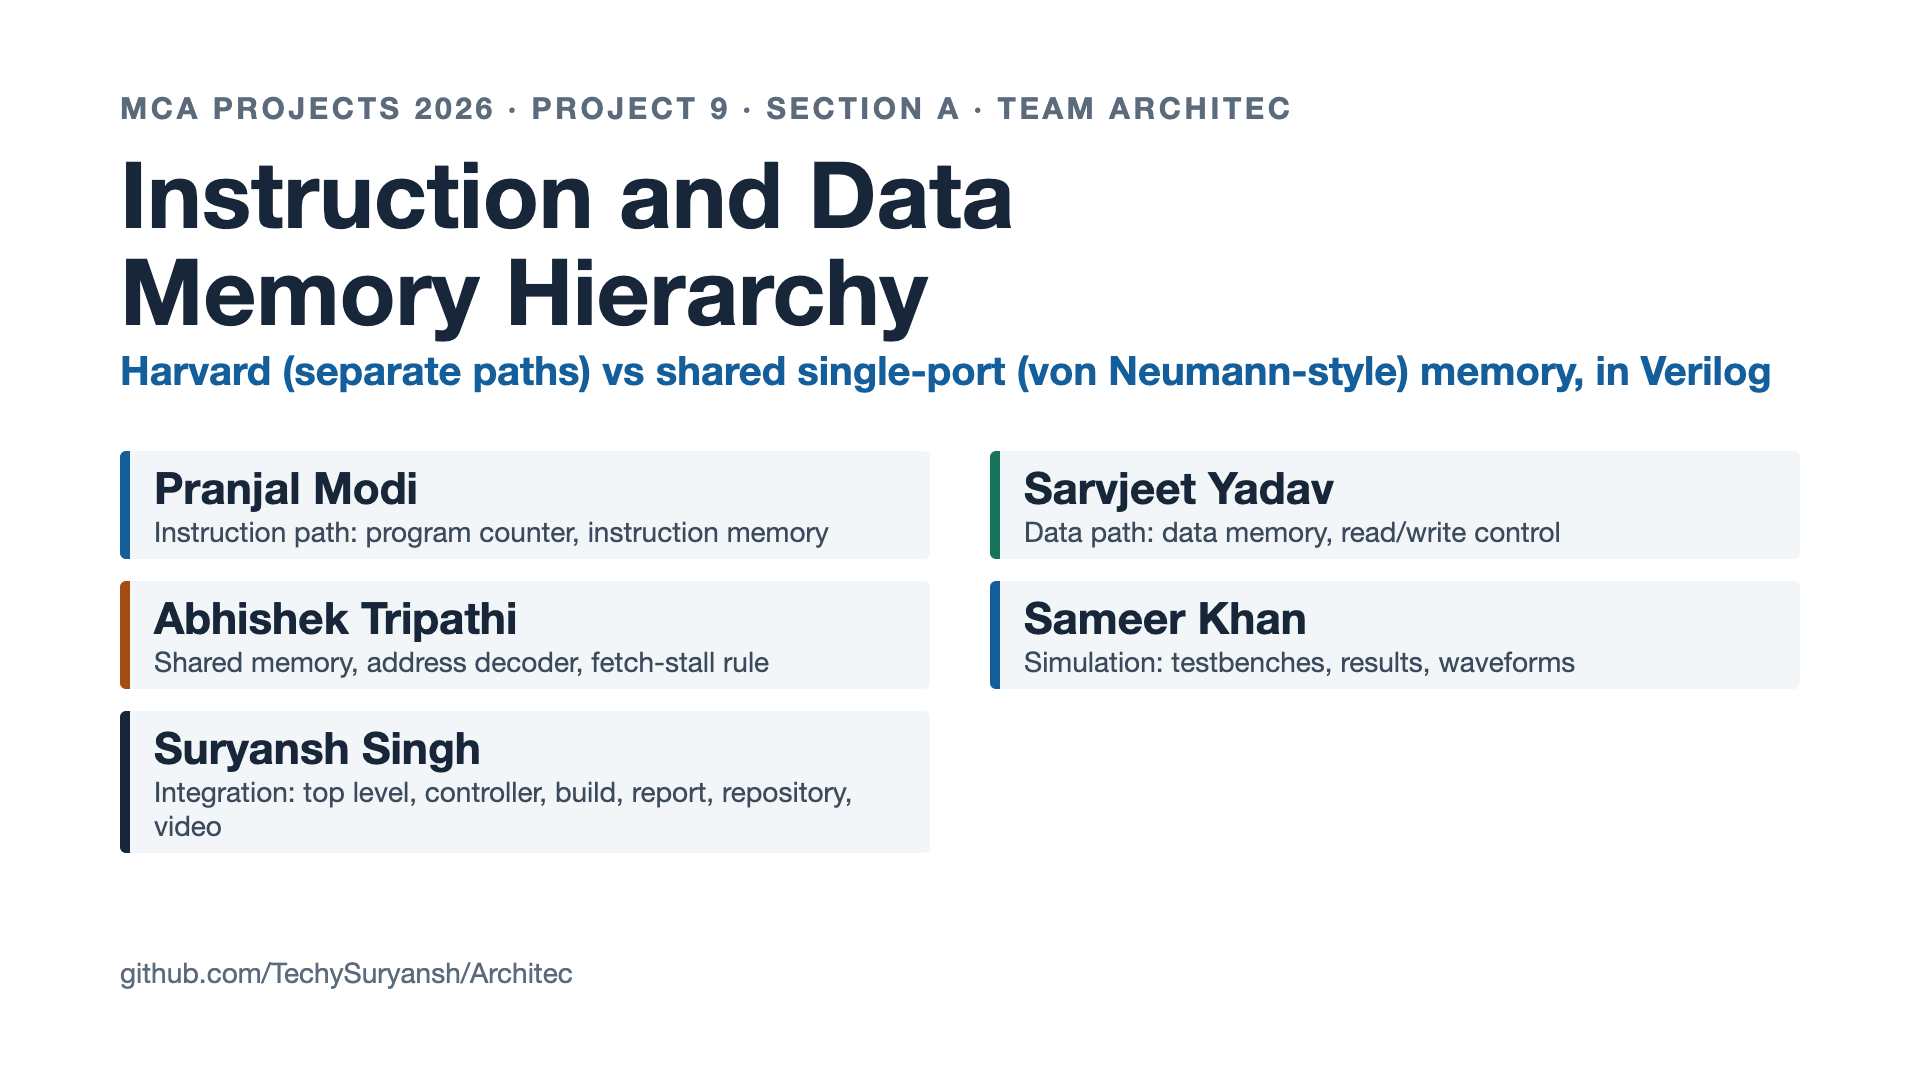 MCA PROJECTS 2026 · PROJECT 9 · SECTION A · TEAM ARCHITEC
Instruction and Data
Memory Hierarchy
Harvard (separate paths) vs shared single-port (von Neumann-style) memory, in Verilog
Pranjal Modi
Instruction path: program counter, instruction memory
Sarvjeet Yadav
Data path: data memory, read/write control
Abhishek Tripathi
Shared memory, address decoder, fetch-stall rule
Sameer Khan
Simulation: testbenches, results, waveforms
Suryansh Singh
Integration: top level, controller, build, report, repository,
video
github.com/TechySuryansh/Architec